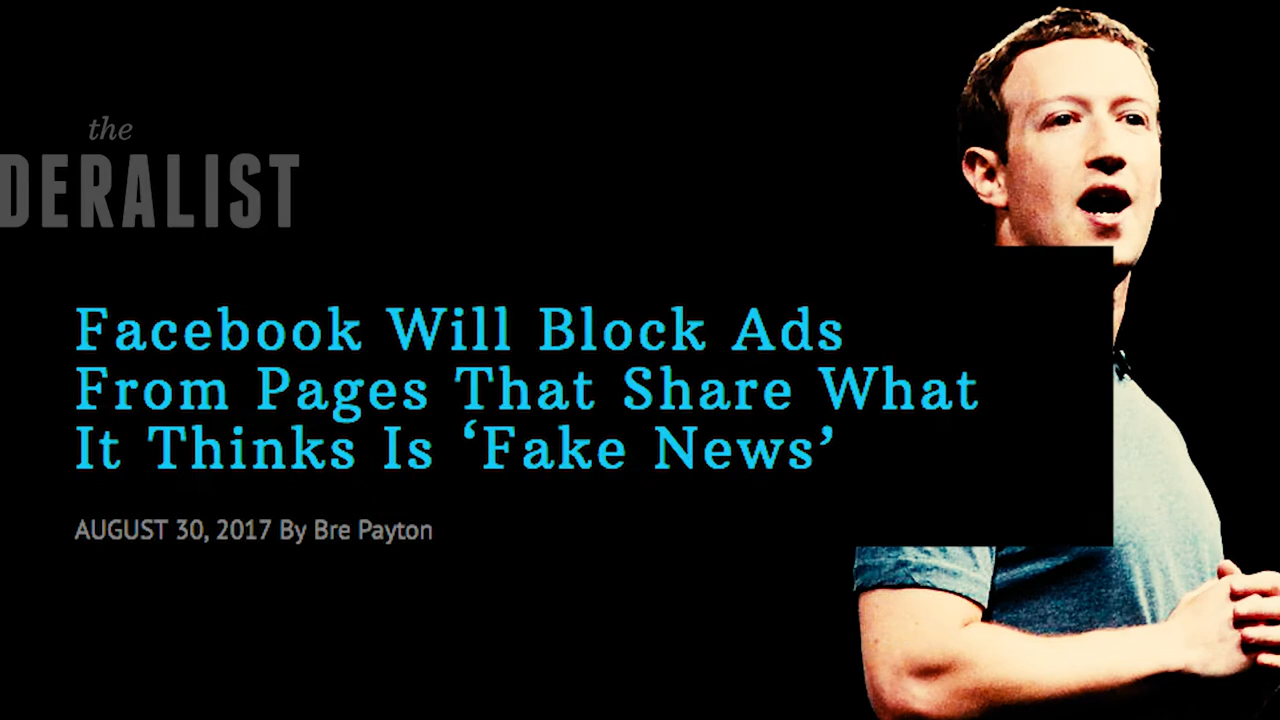 the
DERALIST
Facebook Will Block Ads
From Pages That Share What
It Thinks Is ‘Fake News’
AUGUST 30, 2017 By Bre Payton